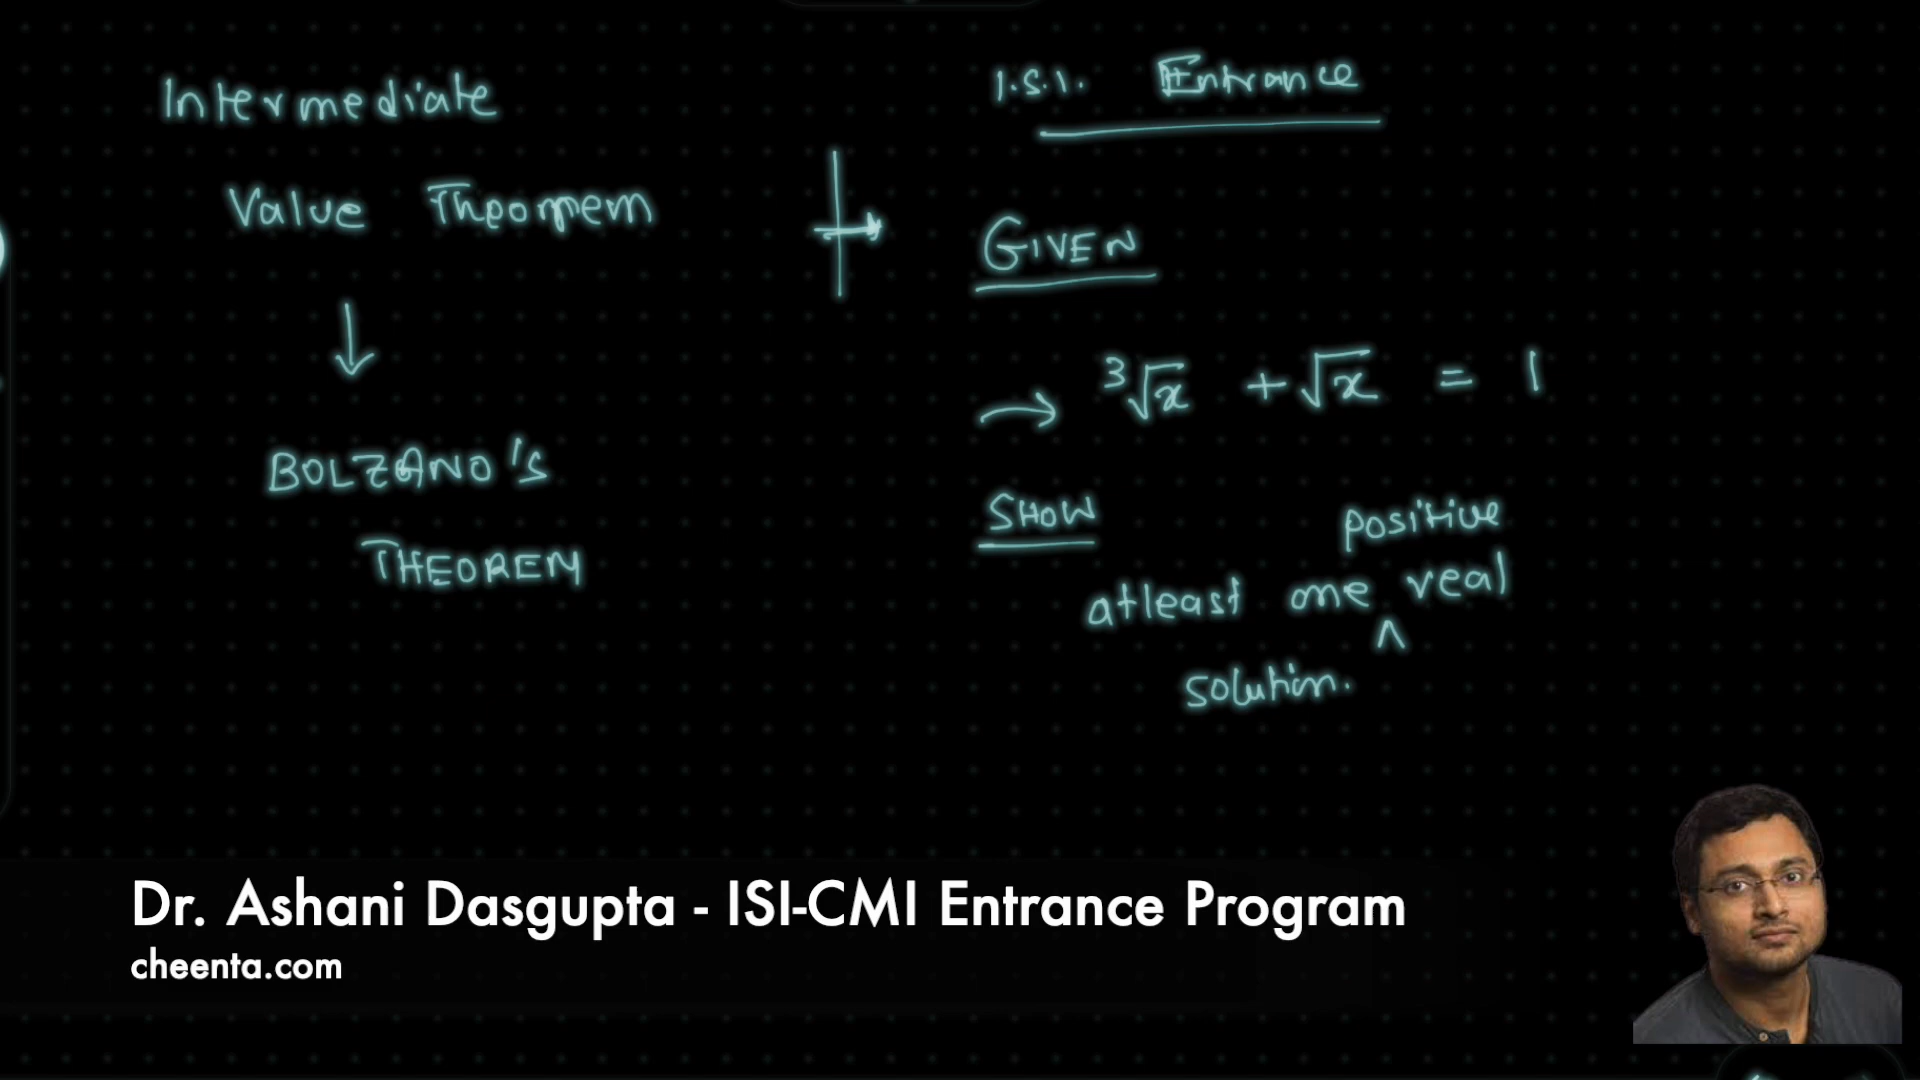 Intermediate
Value Theorem
↓
BOLZANO's
THEOREM
I.S.I. Entrance
GIVEN
→ ³√x + √x = 1
SHOW
positive
atleast one ^ real
solution.
Dr. Ashani Dasgupta - ISI-CMI Entrance Program
cheenta.com